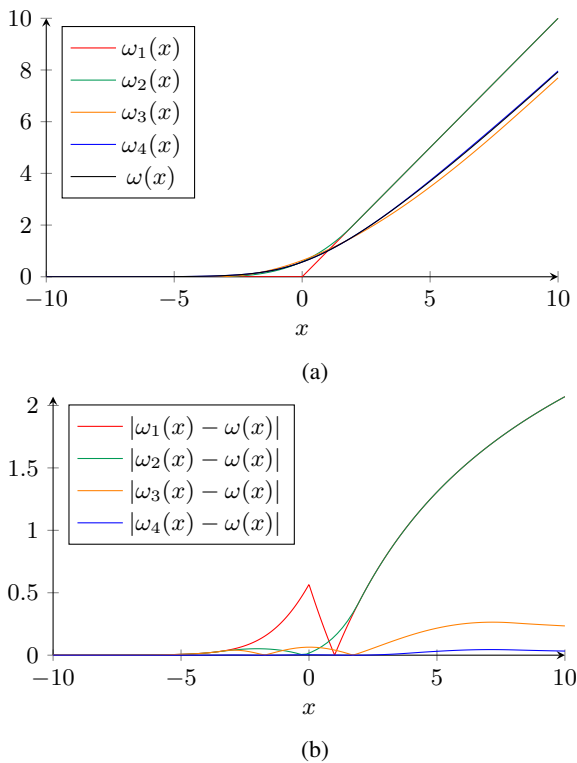 10
8
6
4
2
0
ω₁(x)
ω₂(x)
ω₃(x)
ω₄(x)
ω(x)
−10 −5 0 5 10
x
(a)
2
1.5
1
0.5
0
|ω₁(x) − ω(x)|
|ω₂(x) − ω(x)|
|ω₃(x) − ω(x)|
|ω₄(x) − ω(x)|
−10 −5 0 5 10
x
(b)